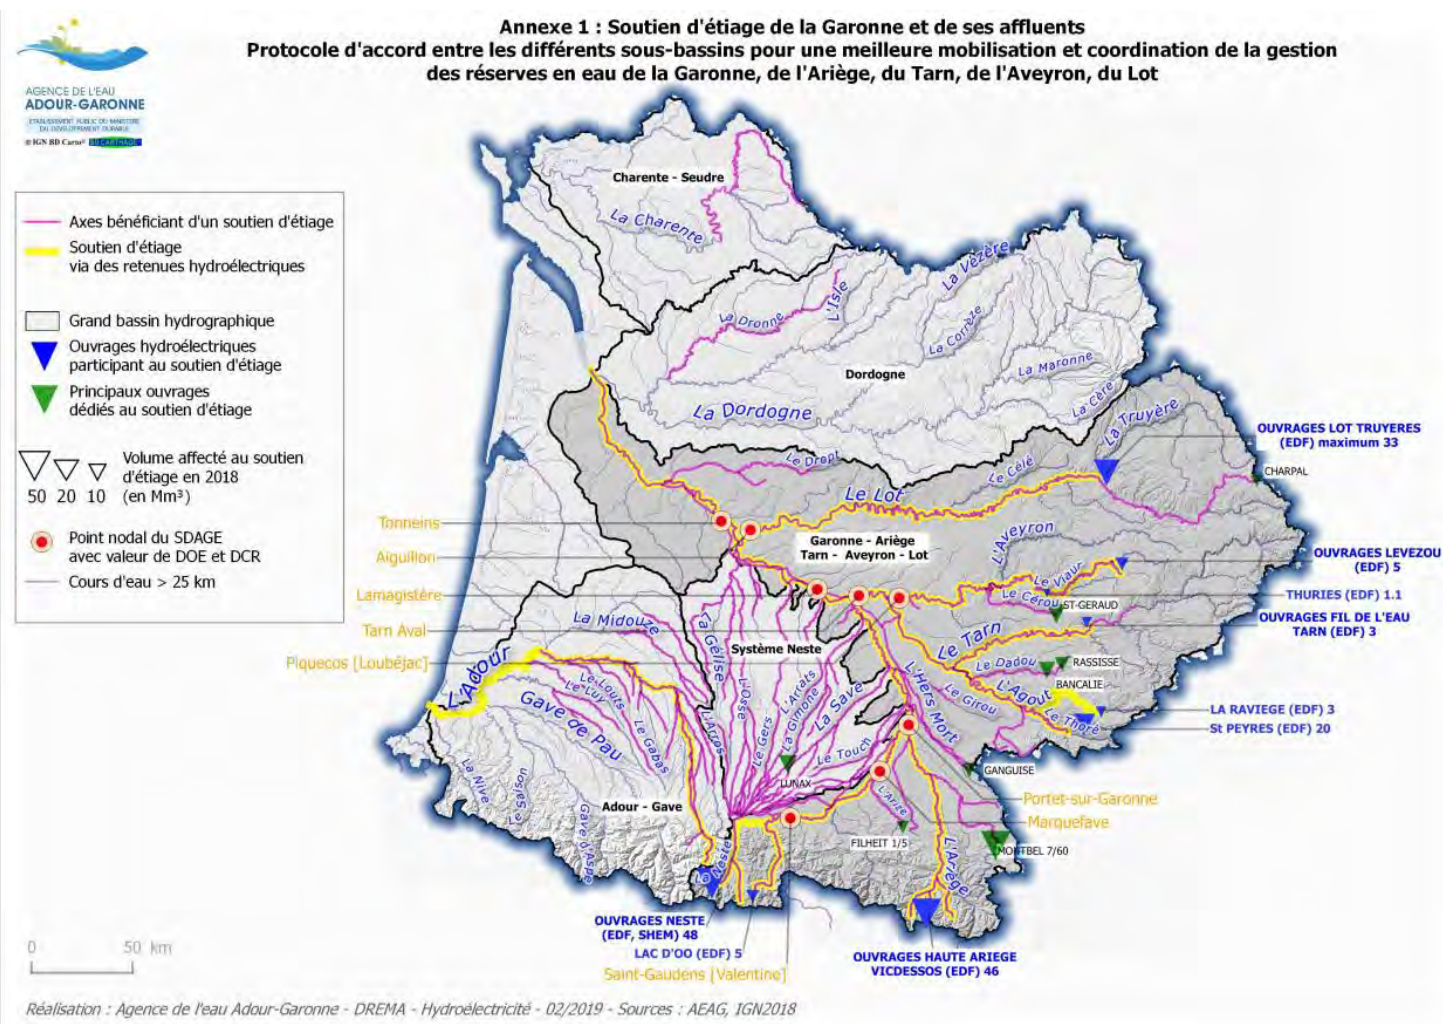 Annexe 1 : Soutien d'étiage de la Garonne et de ses affluents
Protocole d'accord entre les différents sous-bassins pour une meilleure mobilisation et coordination de la gestion
des réserves en eau de la Garonne, de l'Ariège, du Tarn, de l'Aveyron, du Lot
AGENCE DE L'EAU
ADOUR-GARONNE
ETABLISSEMENT PUBLIC DU MINISTERE
DU DEVELOPPEMENT DURABLE
© IGN BD Carto® BD CARTHAGE®
Axes bénéficiant d'un soutien d'étiage
Soutien d'étiage
via des retenues hydroélectriques
Grand bassin hydrographique
Ouvrages hydroélectriques
participant au soutien d'étiage
Principaux ouvrages
dédiés au soutien d'étiage
Volume affecté au soutien
d'étiage en 2018
(en Mm³)
50 20 10
Point nodal du SDAGE
avec valeur de DOE et DCR
Cours d'eau > 25 km
Charente - Seudre
La Charente
La Vézère
L'Isle
La Dronne
La Corrèze
La Maronne
Dordogne
La Cère
La Dordogne
La Truyère
OUVRAGES LOT TRUYERES
(EDF) maximum 33
CHARPAL
Le Dropt
Le Célé
Le Lot
Tonneins
Aiguillon
Lamagistère
Tarn Aval
Piquecos [Loubéjac]
Garonne - Ariège
Tarn - Aveyron - Lot
L'Aveyron
OUVRAGES LEVEZOU
(EDF) 5
Le Viaur
THURIES (EDF) 1.1
Le Cérou
ST-GERAUD
OUVRAGES FIL DE L'EAU
TARN (EDF) 3
Le Tarn
La Midouze
La Gélise
Système Neste
Le Dadou
RASSISSE
BANCALIE
L'Adour
Le Louts
Le Luy
Gave de Pau
Le Gabas
L'Arros
L'Osse
Le Gers
L'Arrats
La Gimone
La Save
L'Hers Mort
Le Girou
L'Agout
Le Thoré
LA RAVIEGE (EDF) 3
St PEYRES (EDF) 20
Le Touch
LUNAX
GANGUISE
La Nive
Le Saison
Gave d'Aspe
Adour - Gave
L'Arize
Portet-sur-Garonne
Marquefave
FILHEIT 1/5
MONTBEL 7/60
La Neste
L'Ariège
OUVRAGES NESTE
(EDF, SHEM) 48
LAC D'OO (EDF) 5
Saint-Gaudens [Valentine]
OUVRAGES HAUTE ARIEGE
VICDESSOS (EDF) 46
0 50 km
Réalisation : Agence de l'eau Adour-Garonne - DREMA - Hydroélectricité - 02/2019 - Sources : AEAG, IGN2018